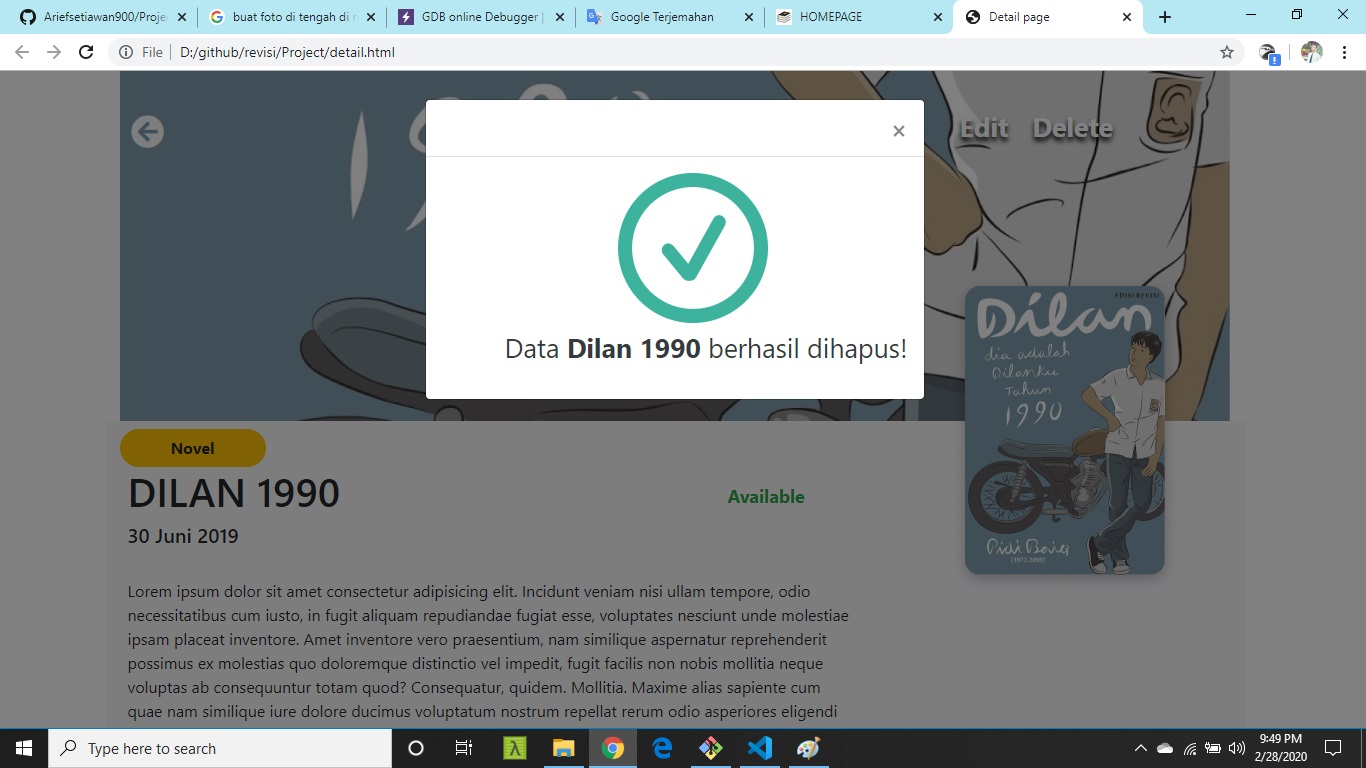 Ariefsetiawan900/Proje
buat foto di tengah di n
GDB online Debugger |
Google Terjemahan
HOMEPAGE
Detail page
File
D:/github/revisi/Project/detail.html
Edit Delete
×
Data Dilan 1990 berhasil dihapus!
EDISI REVISI
Dilan
dia adalah
Dilanku
Tahun
1990
Pidi Baiq
Novel
DILAN 1990
Available
30 Juni 2019
Lorem ipsum dolor sit amet consectetur adipisicing elit. Incidunt veniam nisi ullam tempore, odio
necessitatibus cum iusto, in fugit aliquam repudiandae fugiat esse, voluptates nesciunt unde molestiae
ipsam placeat inventore. Amet inventore vero praesentium, nam similique aspernatur reprehenderit
possimus ex molestias quo doloremque distinctio vel impedit, fugit facilis non nobis mollitia neque
voluptas ab consequuntur totam quod? Consequatur, quidem. Mollitia. Maxime alias sapiente cum
quae nam similique iure dolore ducimus voluptatum nostrum repellat rerum odio asperiores eligendi
Type here to search
9:49 PM
2/28/2020